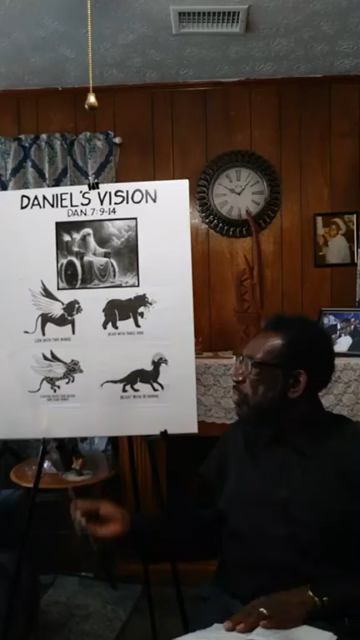 DANIEL'S VISION
DAN. 7:9-14
LION WITH TWO WINGS
BEAR WITH THREE RIBS
BEAST WITH 10 HORNS